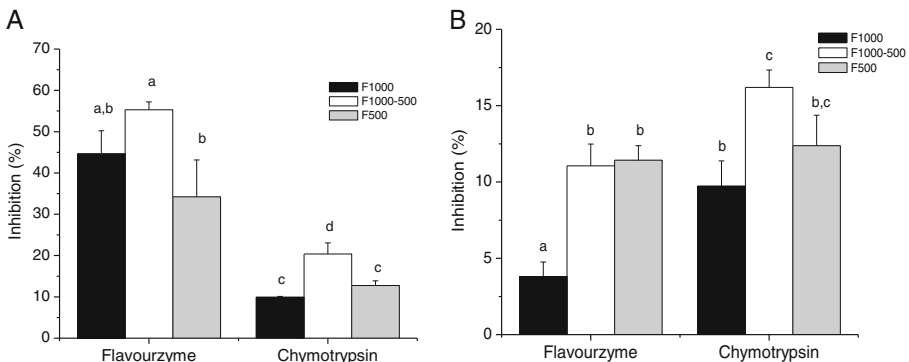 A
70
60
50
40
30
20
10
0
Inhibition (%)
a,b
a
b
c
d
c
F1000
F1000-500
F500
Flavourzyme
Chymotrypsin
B
20
15
10
5
0
Inhibition (%)
a
b
b
b
c
b,c
F1000
F1000-500
F500
Flavourzyme
Chymotrypsin